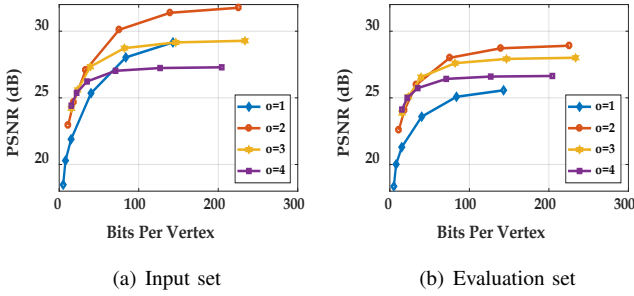 30
25
20
PSNR (dB)
o=1
o=2
o=3
o=4
0
100
200
300
Bits Per Vertex
(a) Input set
30
25
20
PSNR (dB)
o=1
o=2
o=3
o=4
0
100
200
300
Bits Per Vertex
(b) Evaluation set